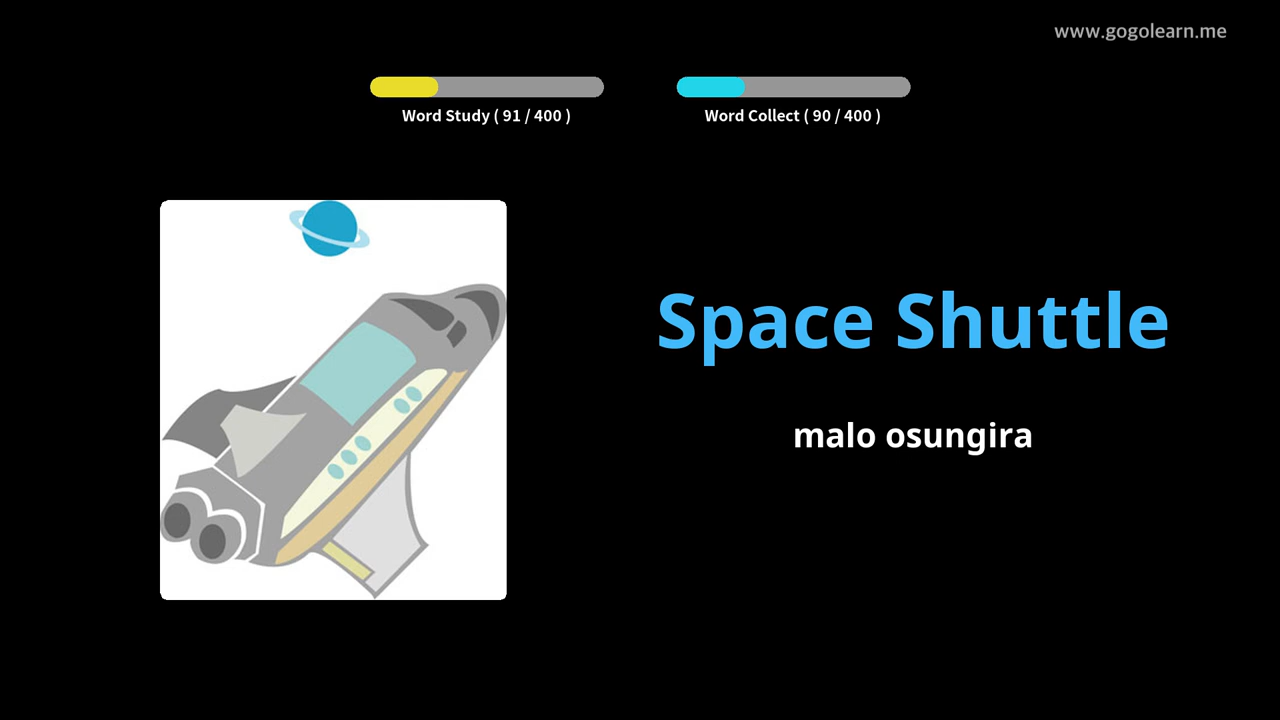 www.gogolearn.me
Word Study ( 91 / 400 )
Word Collect ( 90 / 400 )
Space Shuttle
malo osungira